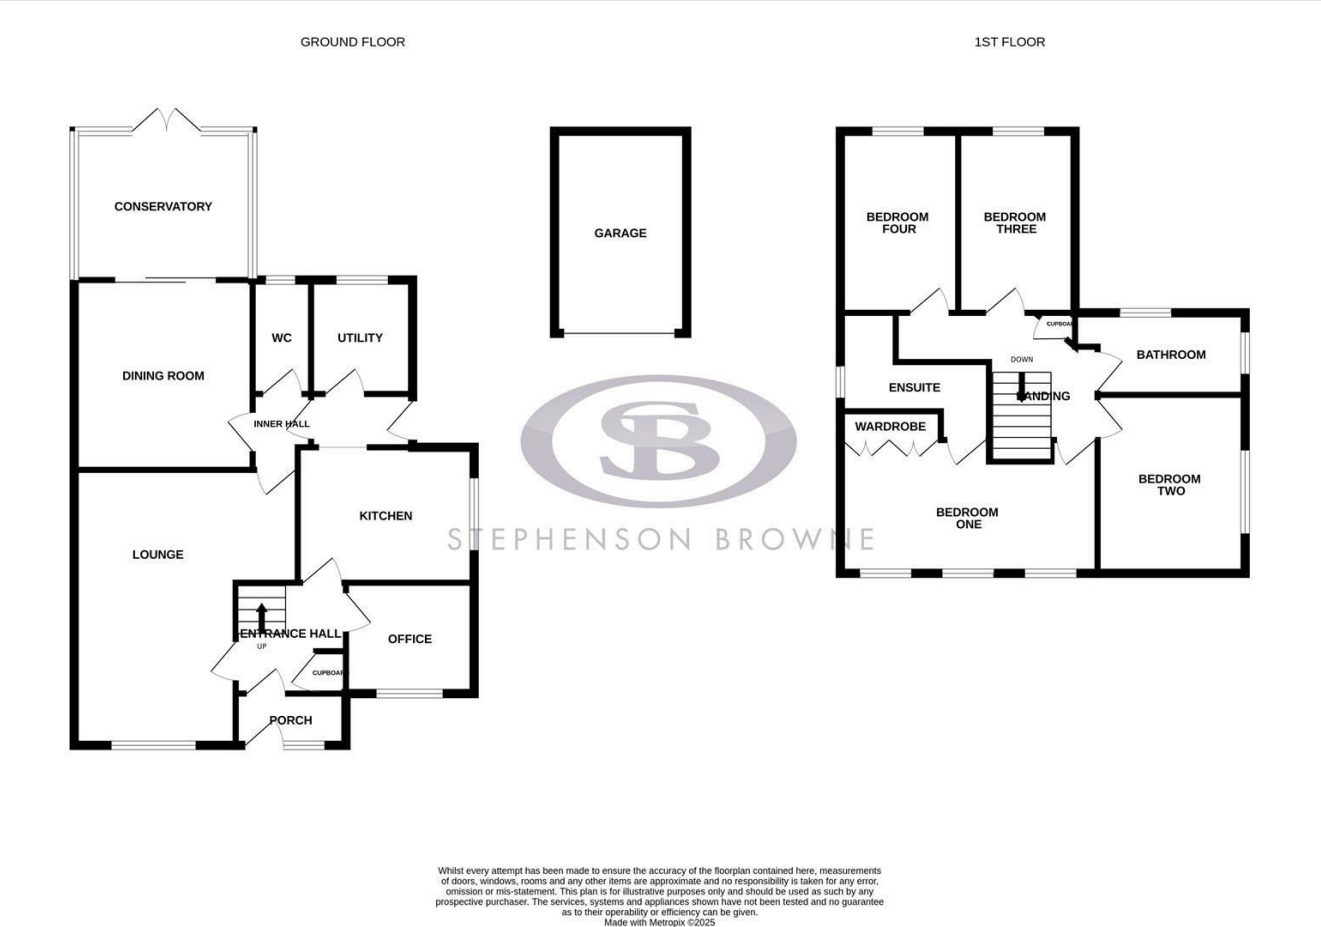 GROUND FLOOR
CONSERVATORY
DINING ROOM
WC
UTILITY
INNER HALL
LOUNGE
KITCHEN
ENTRANCE HALL
UP
OFFICE
CUPBOAR
PORCH
GARAGE
SB
STEPHENSON BROWNE
1ST FLOOR
BEDROOM
FOUR
BEDROOM
THREE
CUPBOAR
BATHROOM
DOWN
LANDING
ENSUITE
WARDROBE
BEDROOM
TWO
BEDROOM
ONE
Whilst every attempt has been made to ensure the accuracy of the floorplan contained here, measurements
of doors, windows, rooms and any other items are approximate and no responsibility is taken for any error,
omission or mis-statement. This plan is for illustrative purposes only and should be used as such by any
prospective purchaser. The services, systems and appliances shown have not been tested and no guarantee
as to their operability or efficiency can be given.
Made with Metropix ©2025